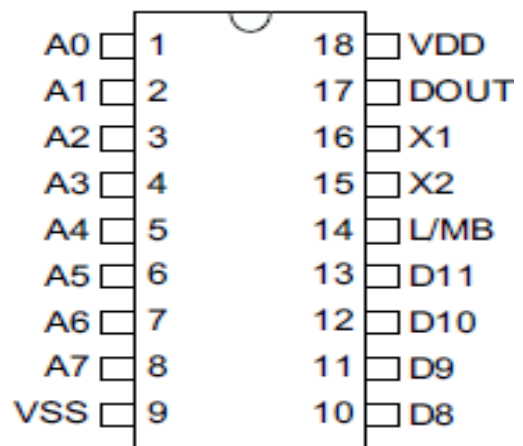 A0 1 18 VDD
A1 2 17 DOUT
A2 3 16 X1
A3 4 15 X2
A4 5 14 L/MB
A5 6 13 D11
A6 7 12 D10
A7 8 11 D9
VSS 9 10 D8